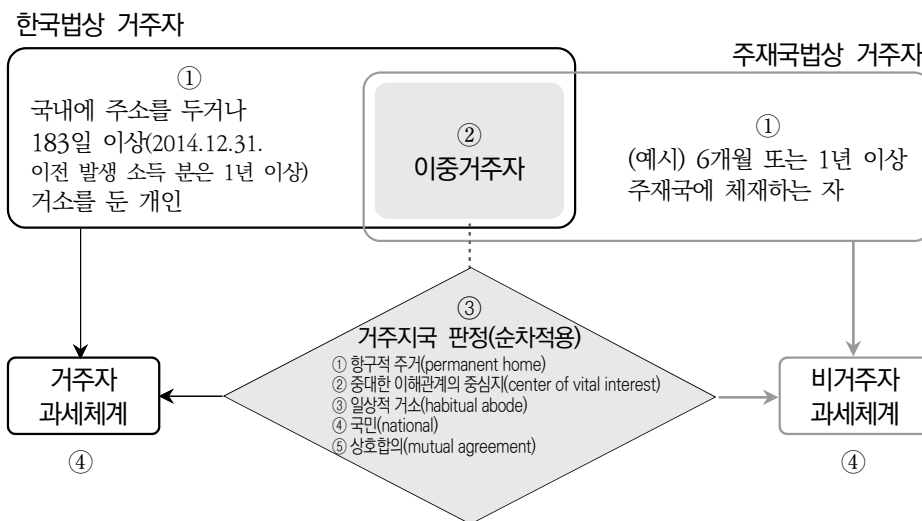 한국법상 거주자
주재국법상 거주자
①
국내에 주소를 두거나
183일 이상(2014.12.31.
이전 발생 소득 분은 1년 이상)
거소를 둔 개인
②
이중거주자
①
(예시) 6개월 또는 1년 이상
주재국에 체재하는 자
③
거주지국 판정(순차적용)
① 항구적 주거(permanent home)
② 중대한 이해관계의 중심지(center of vital interest)
③ 일상적 거소(habitual abode)
④ 국민(national)
⑤ 상호합의(mutual agreement)
거주자
과세체계
④
비거주자
과세체계
④